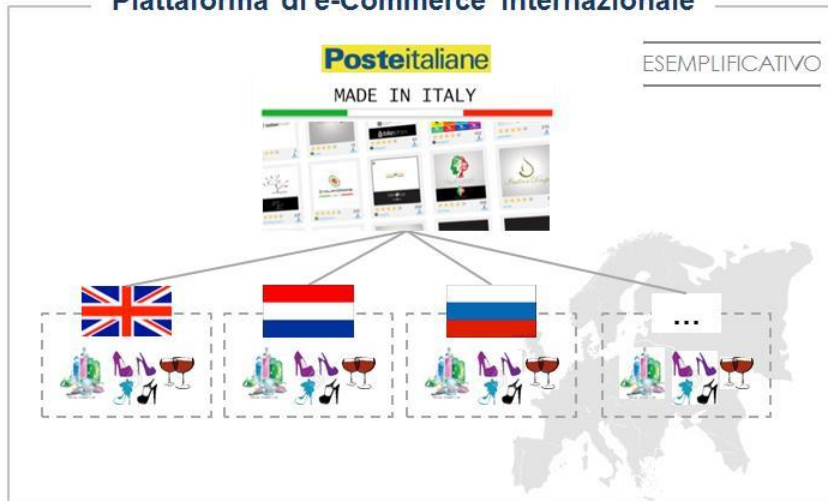 Piattaforma di e-Commerce Internazionale
Posteitaliane
ESEMPLIFICATIVO
MADE IN ITALY
...